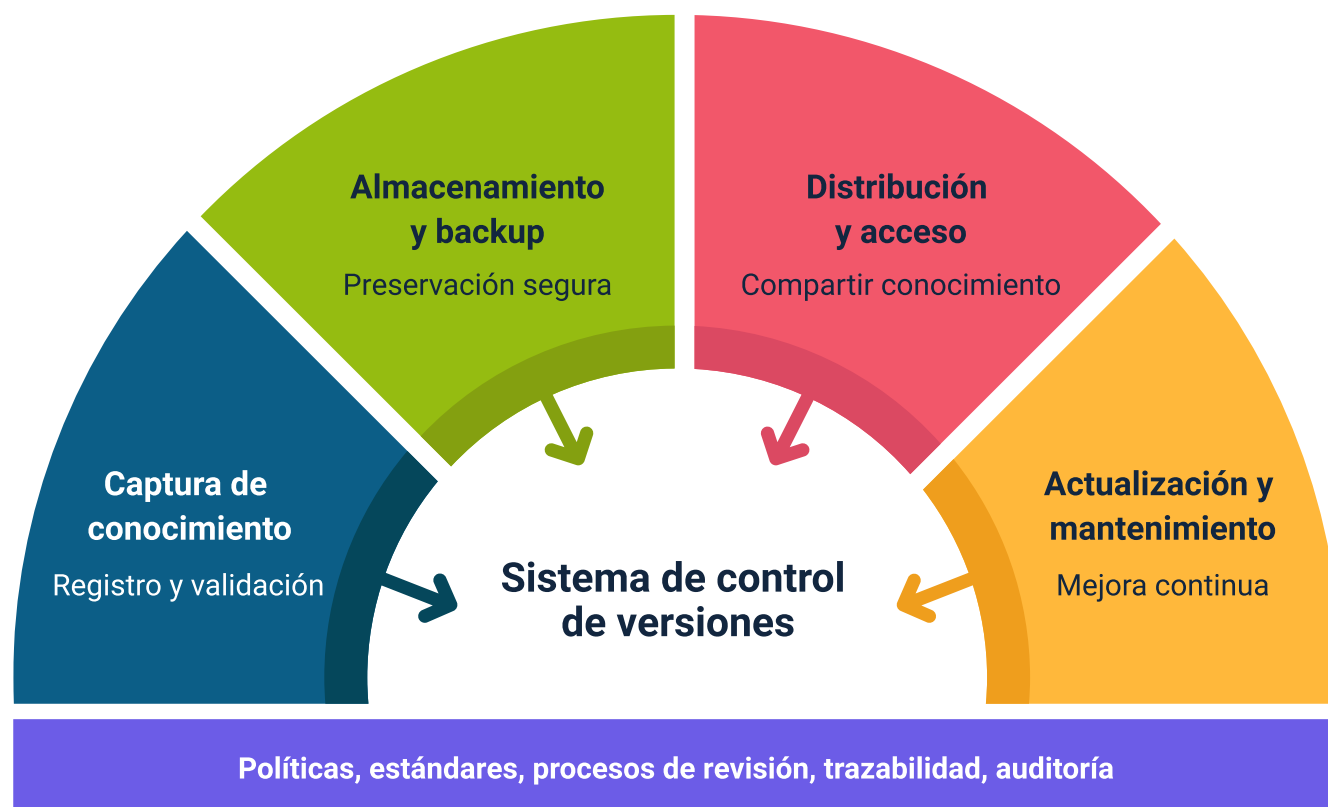 Almacenamiento
y backup
Preservación segura
Distribución
y acceso
Compartir conocimiento
Captura de
conocimiento
Registro y validación
Actualización y
mantenimiento
Mejora continua
Sistema de control
de versiones
Políticas, estándares, procesos de revisión, trazabilidad, auditoría